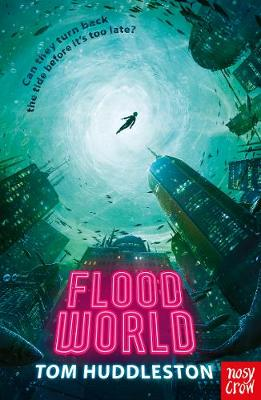 Can they turn back
the tide before it's too late?
FLOOD
WORLD
TOM HUDDLESTON
nosy
Crow